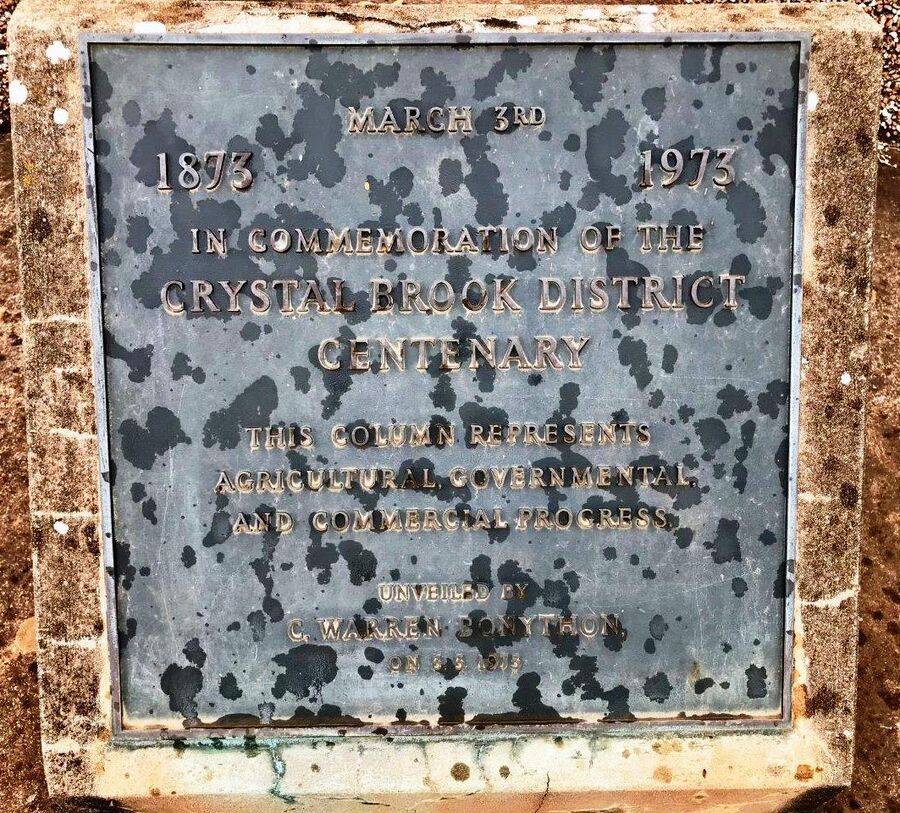 MARCH 3RD
1873 1973
IN COMMEMORATION OF THE
CRYSTAL BROOK DISTRICT
CENTENARY
THIS COLUMN REPRESENTS
AGRICULTURAL, GOVERNMENTAL,
AND COMMERCIAL PROGRESS.
UNVEILED BY
C. WARREN BONYTHON,
ON 3.3.1973